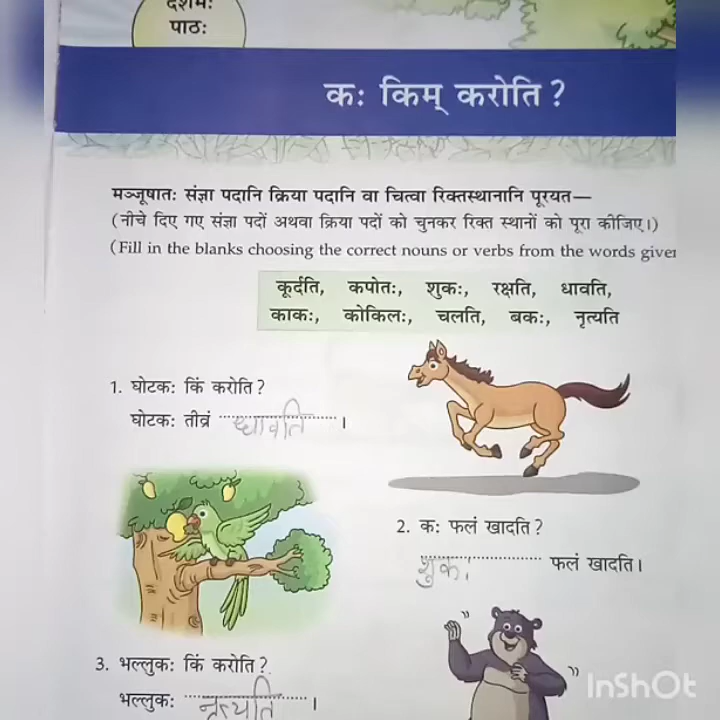 दशमः
पाठः
कः किम् करोति ?
मञ्जूषातः संज्ञा पदानि क्रिया पदानि वा चित्वा रिक्तस्थानानि पूरयत—
(नीचे दिए गए संज्ञा पदों अथवा क्रिया पदों को चुनकर रिक्त स्थानों को पूरा कीजिए।)
(Fill in the blanks choosing the correct nouns or verbs from the words given
कूर्दति, कपोतः, शुकः, रक्षति, धावति,
काकः, कोकिलः, चलति, बकः, नृत्यति
1. घोटकः किं करोति ?
घोटकः तीव्रं धावति ।
2. कः फलं खादति ?
शुकः फलं खादति।
3. भल्लुकः किं करोति ?
भल्लुकः नृत्यति ।
InShOt